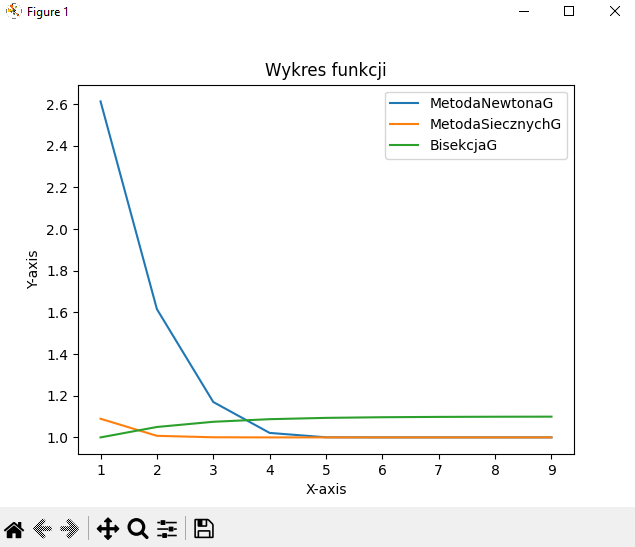 Figure 1
Wykres funkcji
MetodaNewtonaG
MetodaSiecznychG
BisekcjaG
Y-axis
2.6
2.4
2.2
2.0
1.8
1.6
1.4
1.2
1.0
1 2 3 4 5 6 7 8 9
X-axis